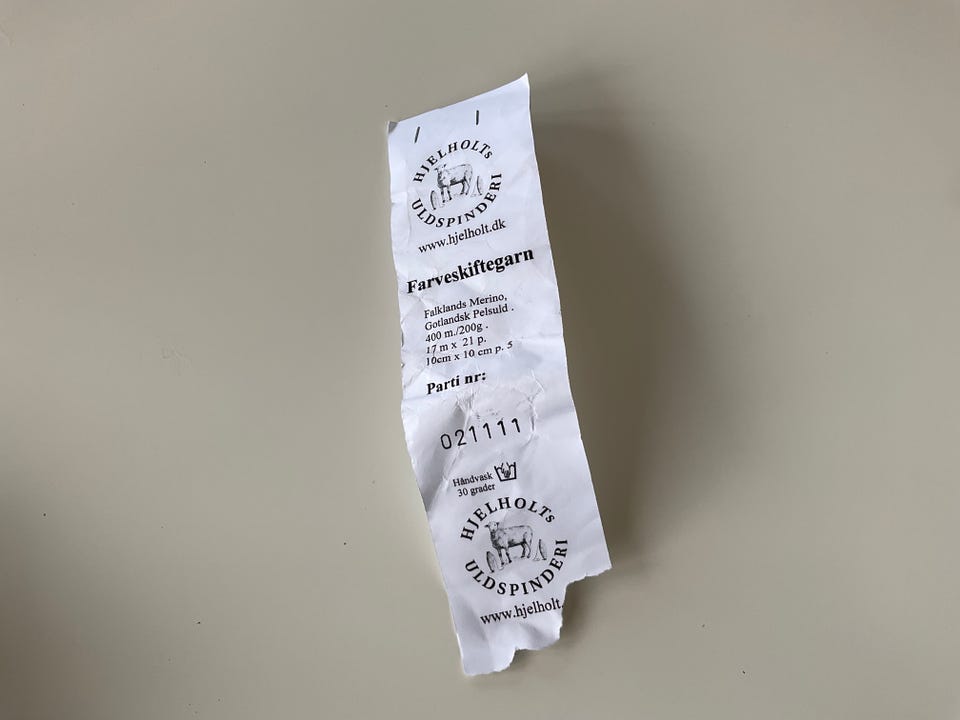 HJELHOLTs
ULDSPINDERI
www.hjelholt.dk
Farveskiftegarn
Falklands Merino,
Gotlandsk Pelsuld .
400 m./200g .
17 m x 21 p.
10cm x 10 cm p. 5
Parti nr:
021111
Håndvask
30 grader
HJELHOLTs
ULDSPINDERI
www.hjelholt.